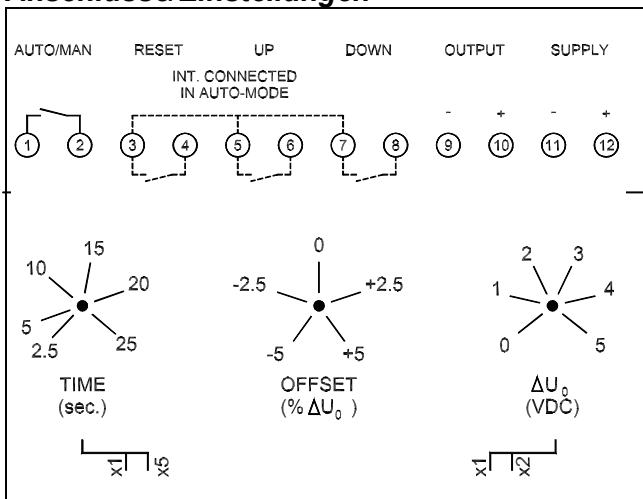 Anschlüsse/Einstellungen
AUTO/MAN RESET UP DOWN OUTPUT SUPPLY
INT. CONNECTED
IN AUTO-MODE
- + - +
1 2 3 4 5 6 7 8 9 10 11 12
15
10 20
5 25
2.5
TIME
(sec.)
x1 x5
0
-2.5 +2.5
-5 +5
OFFSET
(% ΔU0 )
2 3
1 4
0 5
ΔU0
(VDC)
x1 x2